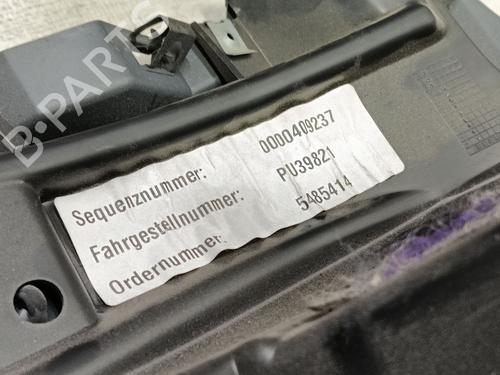 B-PARTS
Sequenznummer: 0000409237
Fahrgestellnummer: PU39821
Ordernummer: 5485414